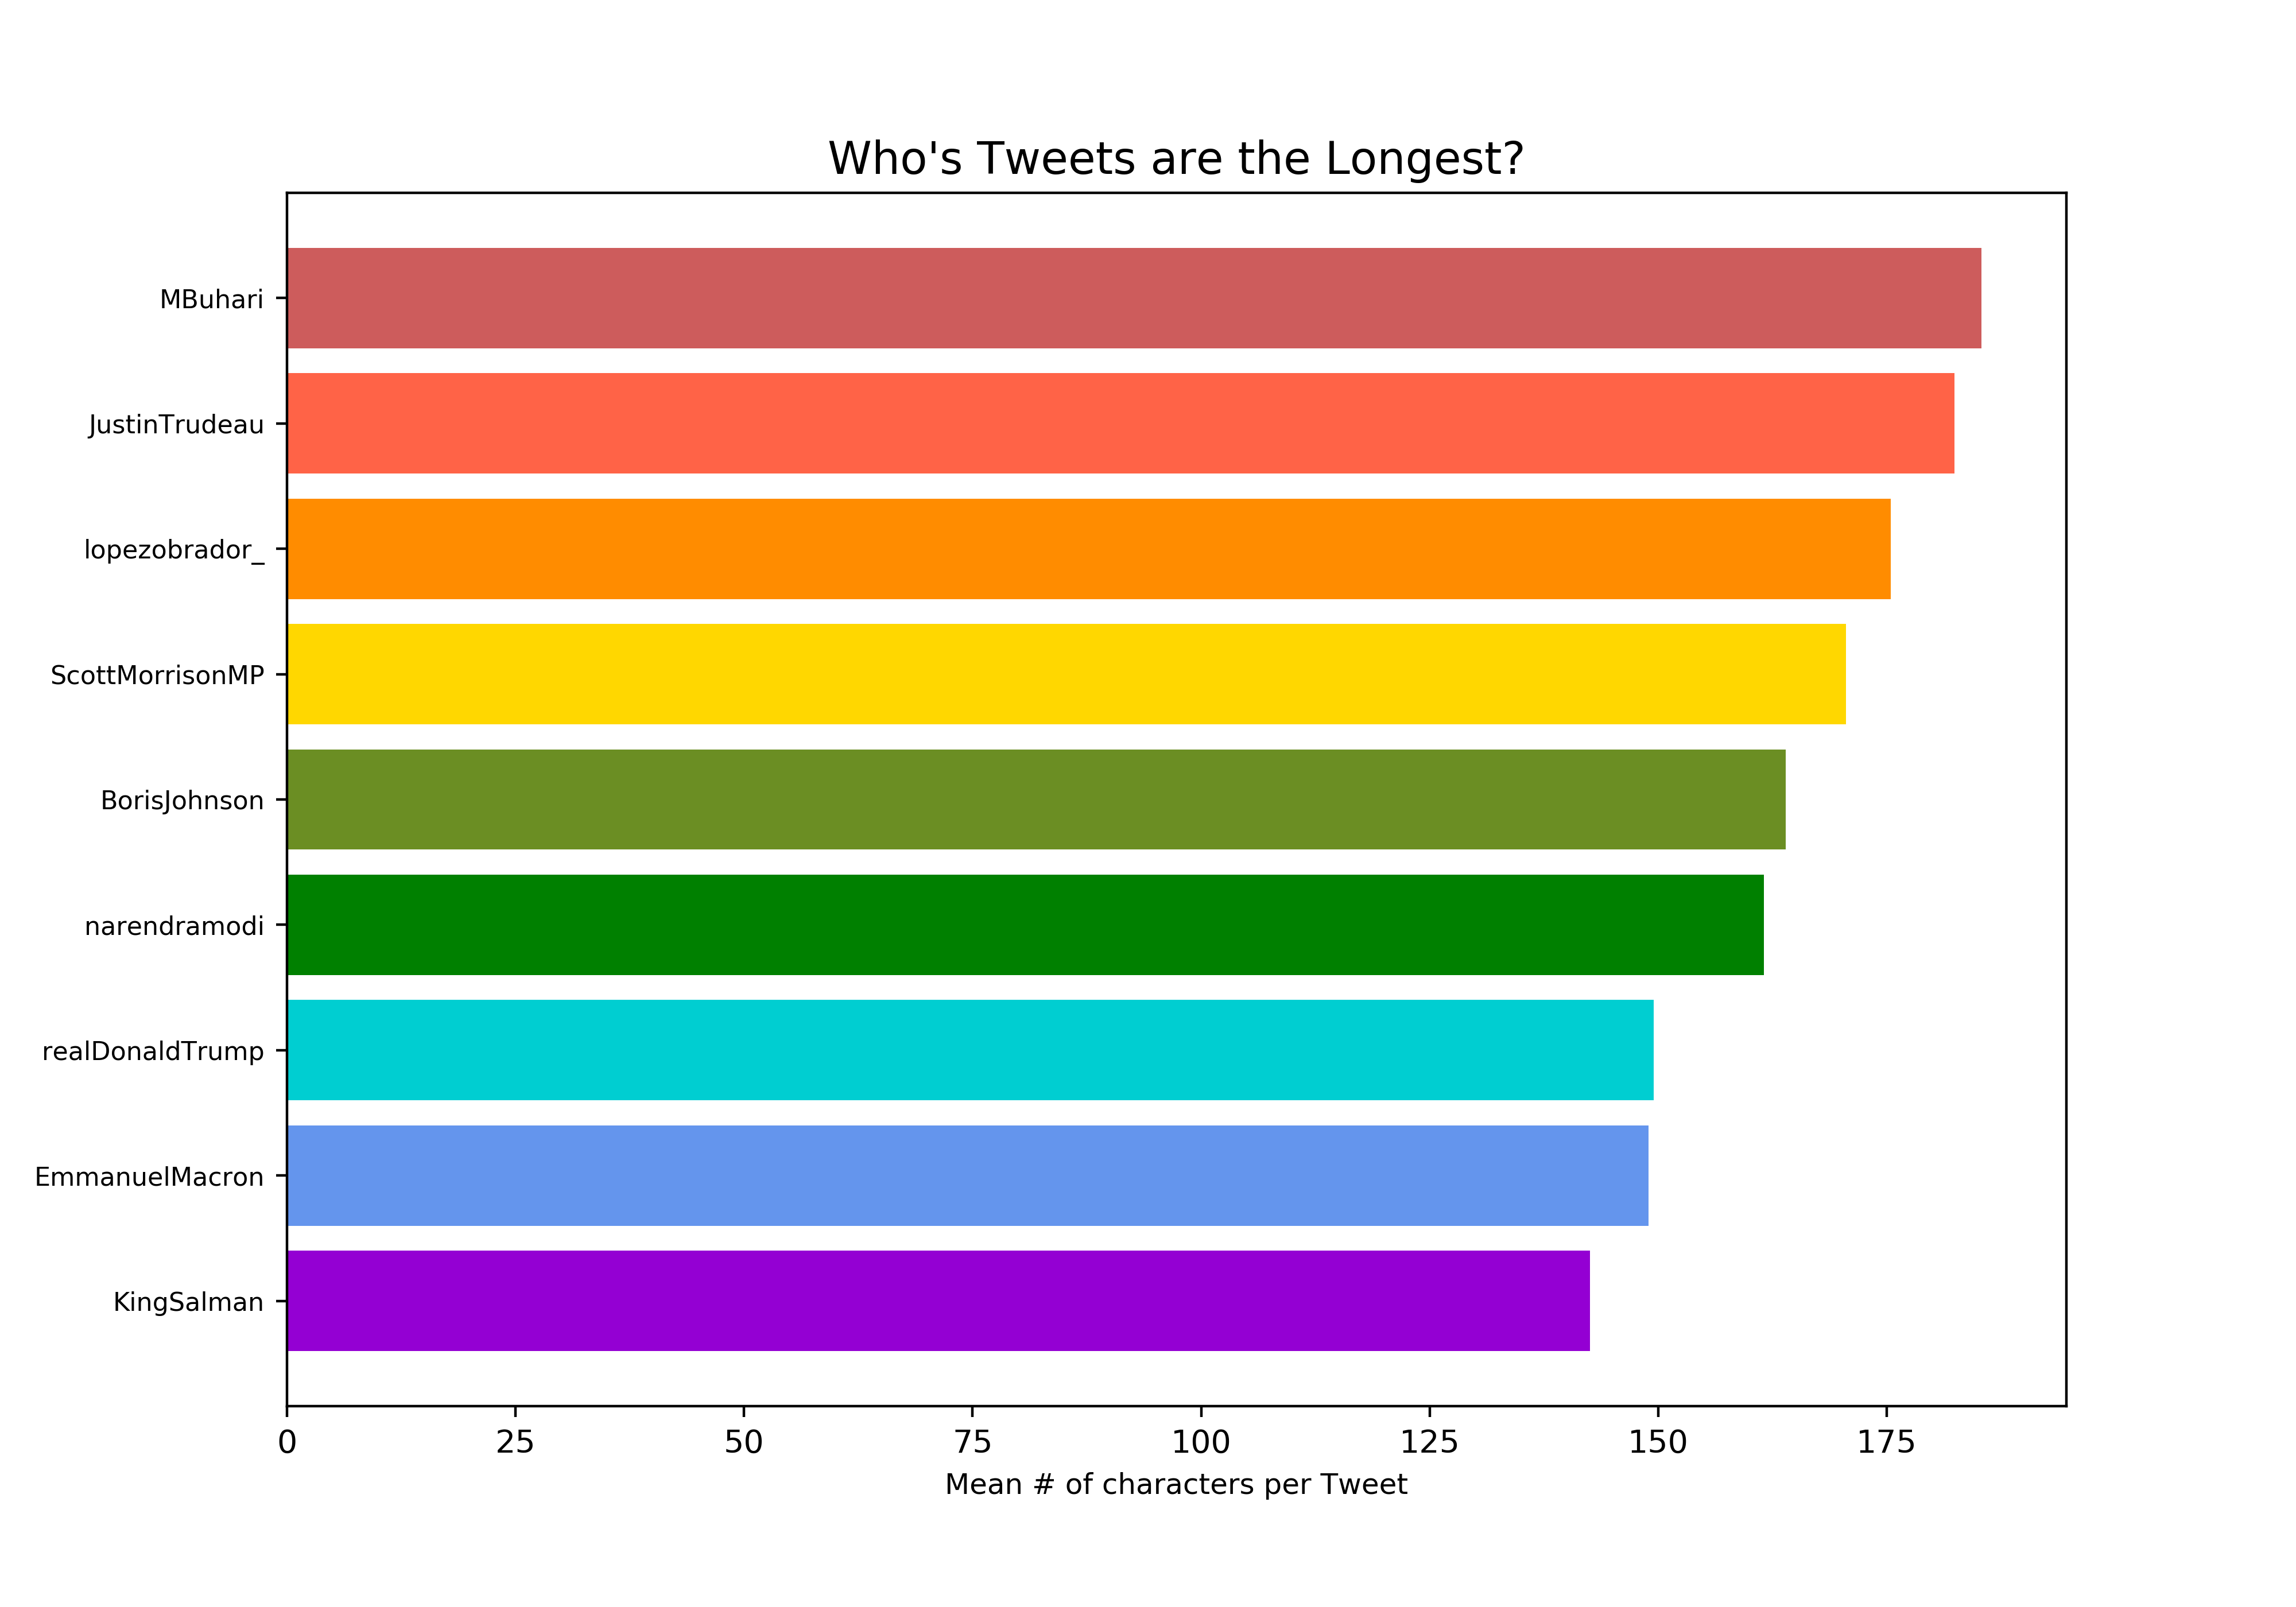 Who's Tweets are the Longest?
MBuhari
JustinTrudeau
lopezobrador_
ScottMorrisonMP
BorisJohnson
narendramodi
realDonaldTrump
EmmanuelMacron
KingSalman
0 25 50 75 100 125 150 175
Mean # of characters per Tweet